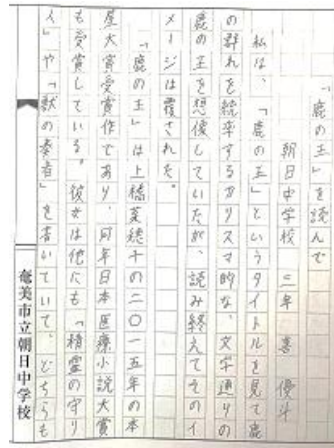 「鹿の王」を読んで
朝日中学校 三年 喜 優斗
私は、「鹿の王」というタイトルを見て鹿
の群れを統率するカリスマ的な、文字通りの
鹿の王を想像していたが、読み終えてそのイ
メージは覆された。
「鹿の王」は上橋菜穂子の二〇一五年の本
屋大賞受賞作であり、同年日本医療小説大賞
も受賞している。彼女は他にも「精霊の守り
人」や「獣の奏者」を書いていて、どちらも
奄美市立朝日中学校